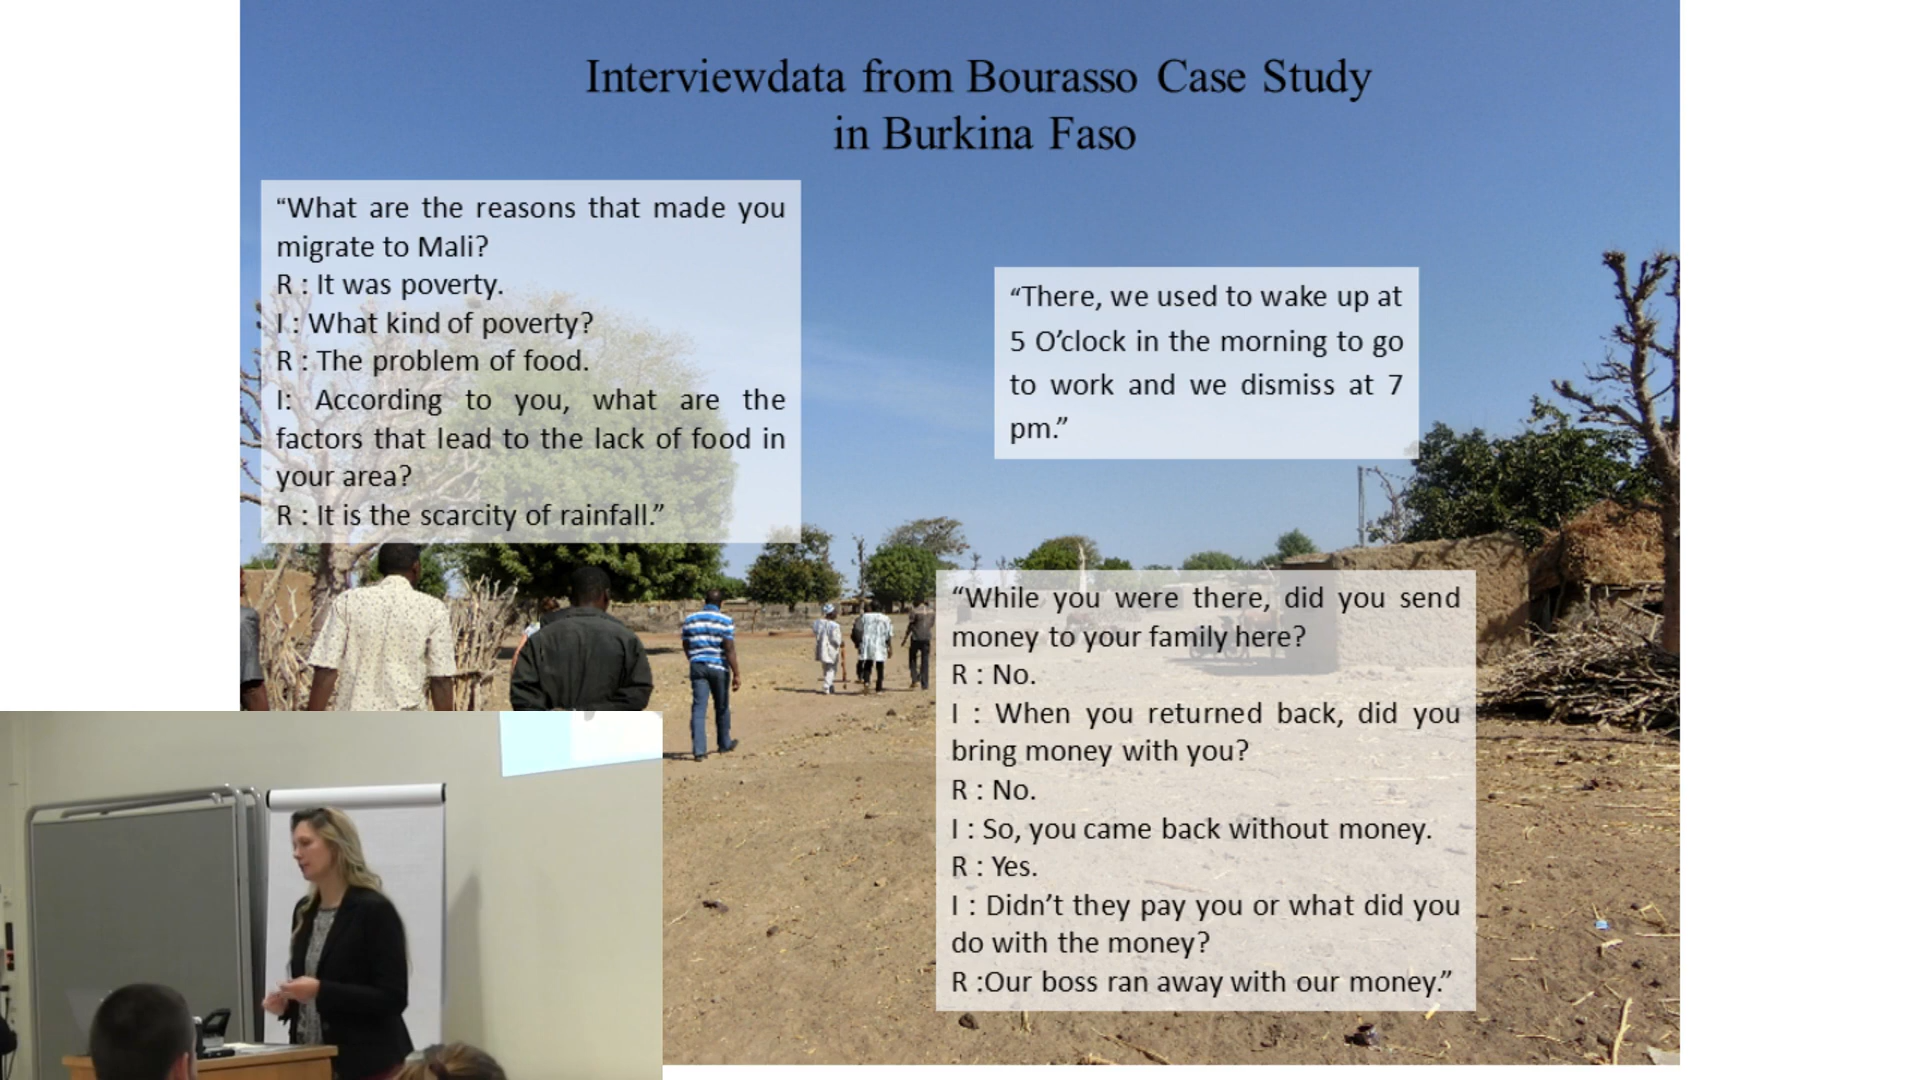 Interviewdata from Bourasso Case Study
in Burkina Faso
“What are the reasons that made you
migrate to Mali?
R : It was poverty.
I : What kind of poverty?
R : The problem of food.
I: According to you, what are the
factors that lead to the lack of food in
your area?
R : It is the scarcity of rainfall.”
“There, we used to wake up at
5 O’clock in the morning to go
to work and we dismiss at 7
pm.”
“While you were there, did you send
money to your family here?
R : No.
I : When you returned back, did you
bring money with you?
R : No.
I : So, you came back without money.
R : Yes.
I : Didn’t they pay you or what did you
do with the money?
R :Our boss ran away with our money.”